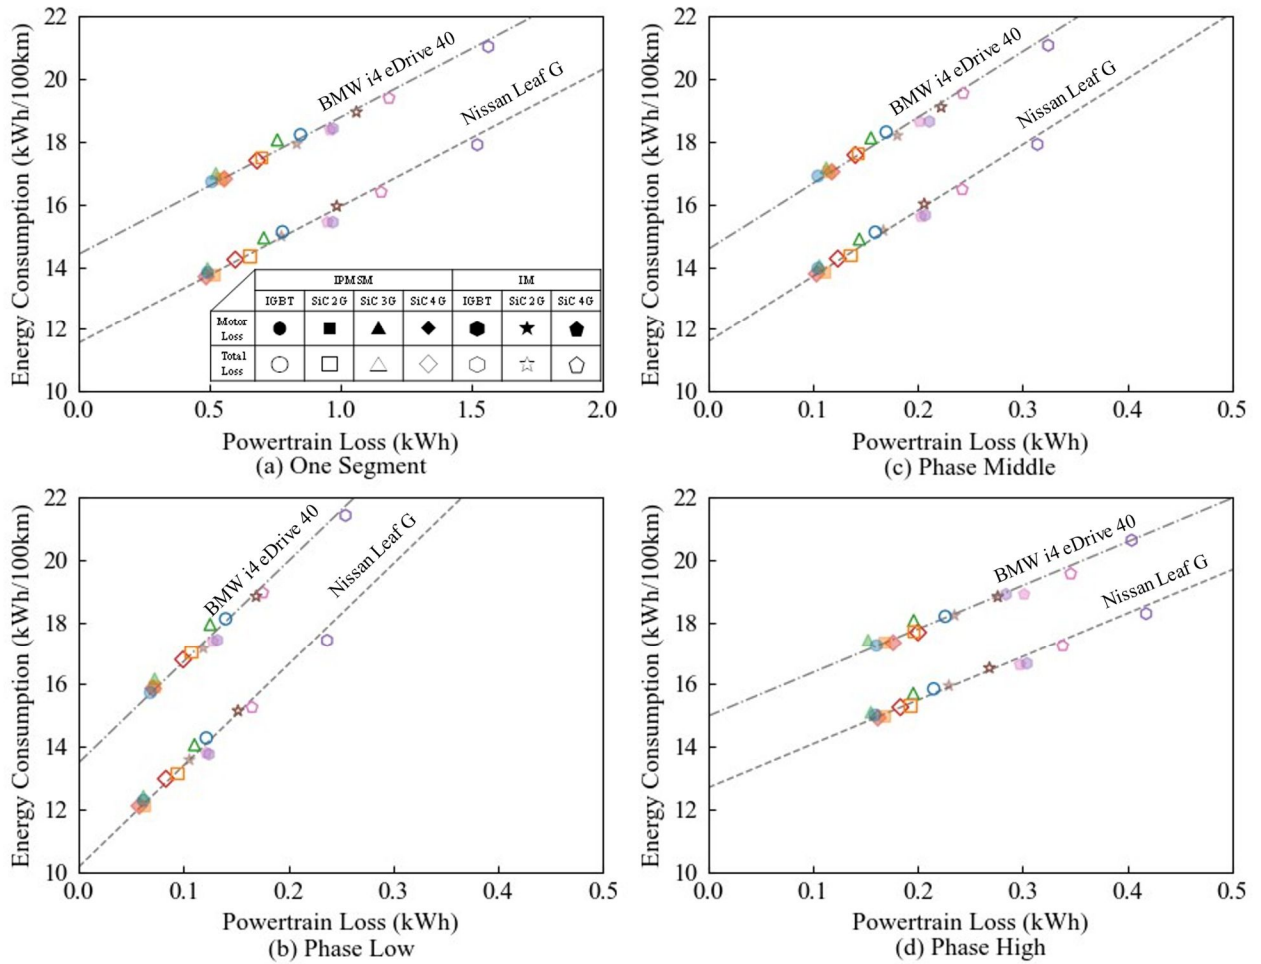 Energy Consumption (kWh/100km)
22
20
18
16
14
12
10
BMW i4 eDrive 40
Nissan Leaf G
IPMSM
IM
IGBT
SiC 2G
SiC 3G
SiC 4G
IGBT
SiC 2G
SiC 4G
Motor
Loss
Total
Loss
0.0
0.5
1.0
1.5
2.0
Powertrain Loss (kWh)
(a) One Segment
Energy Consumption (kWh/100km)
22
20
18
16
14
12
10
BMW i4 eDrive 40
Nissan Leaf G
0.0
0.1
0.2
0.3
0.4
0.5
Powertrain Loss (kWh)
(c) Phase Middle
Energy Consumption (kWh/100km)
22
20
18
16
14
12
10
BMW i4 eDrive 40
Nissan Leaf G
0.0
0.1
0.2
0.3
0.4
0.5
Powertrain Loss (kWh)
(b) Phase Low
Energy Consumption (kWh/100km)
22
20
18
16
14
12
10
BMW i4 eDrive 40
Nissan Leaf G
0.0
0.1
0.2
0.3
0.4
0.5
Powertrain Loss (kWh)
(d) Phase High